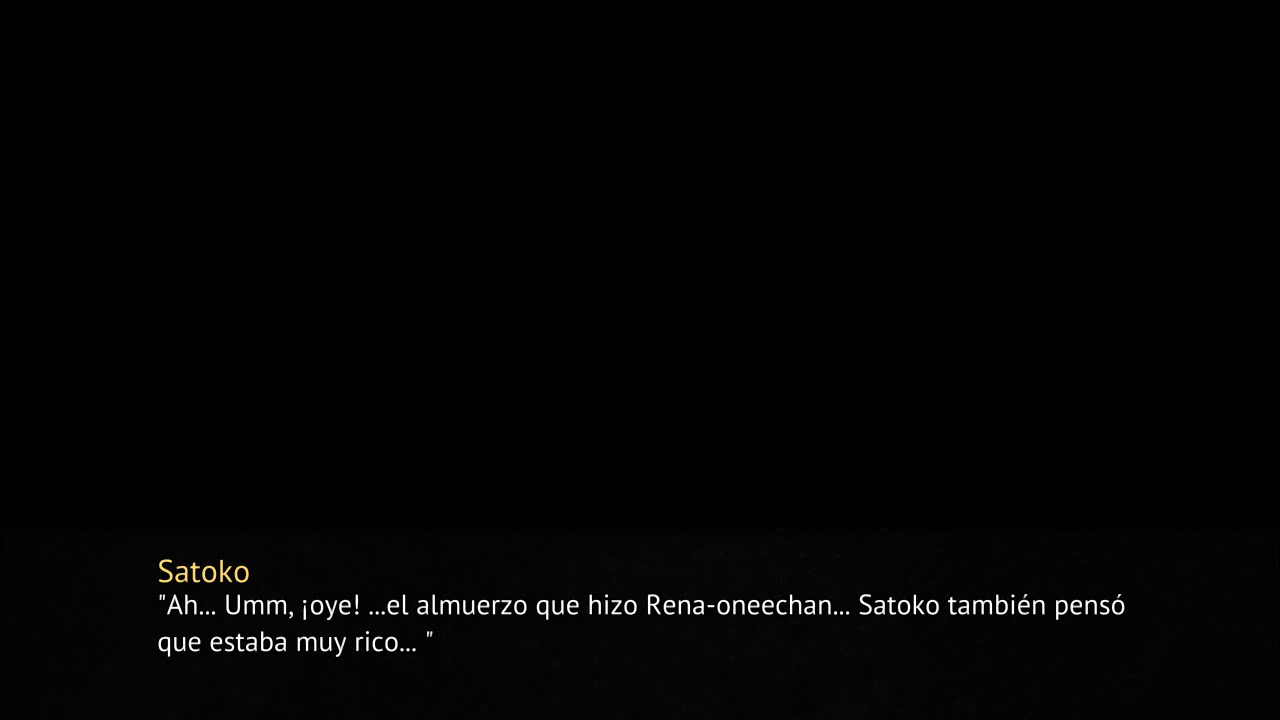 Satoko
"Ah... Umm, ¡oye! ...el almuerzo que hizo Rena-oneechan... Satoko también pensó
que estaba muy rico... "